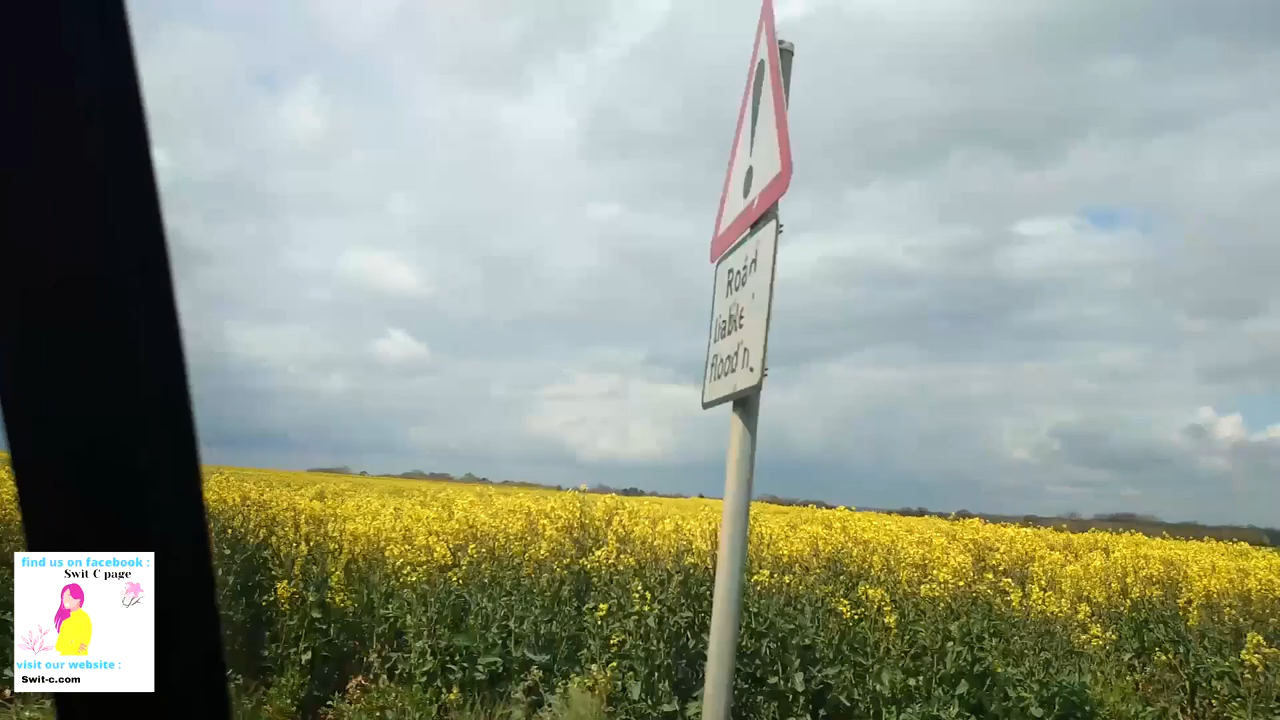 !
Road
liable
flood'n
find us on facebook :
Swit C page
visit our website :
Swit-c.com